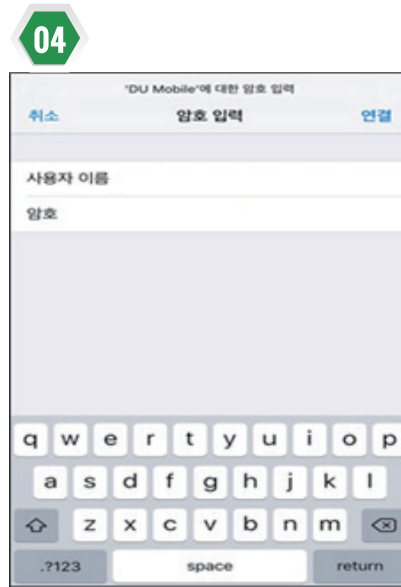 04
'DU Mobile'에 대한 암호 입력
취소 암호 입력 연결
사용자 이름
암호
q w e r t y u i o p
a s d f g h j k l
z x c v b n m
.?123 space return